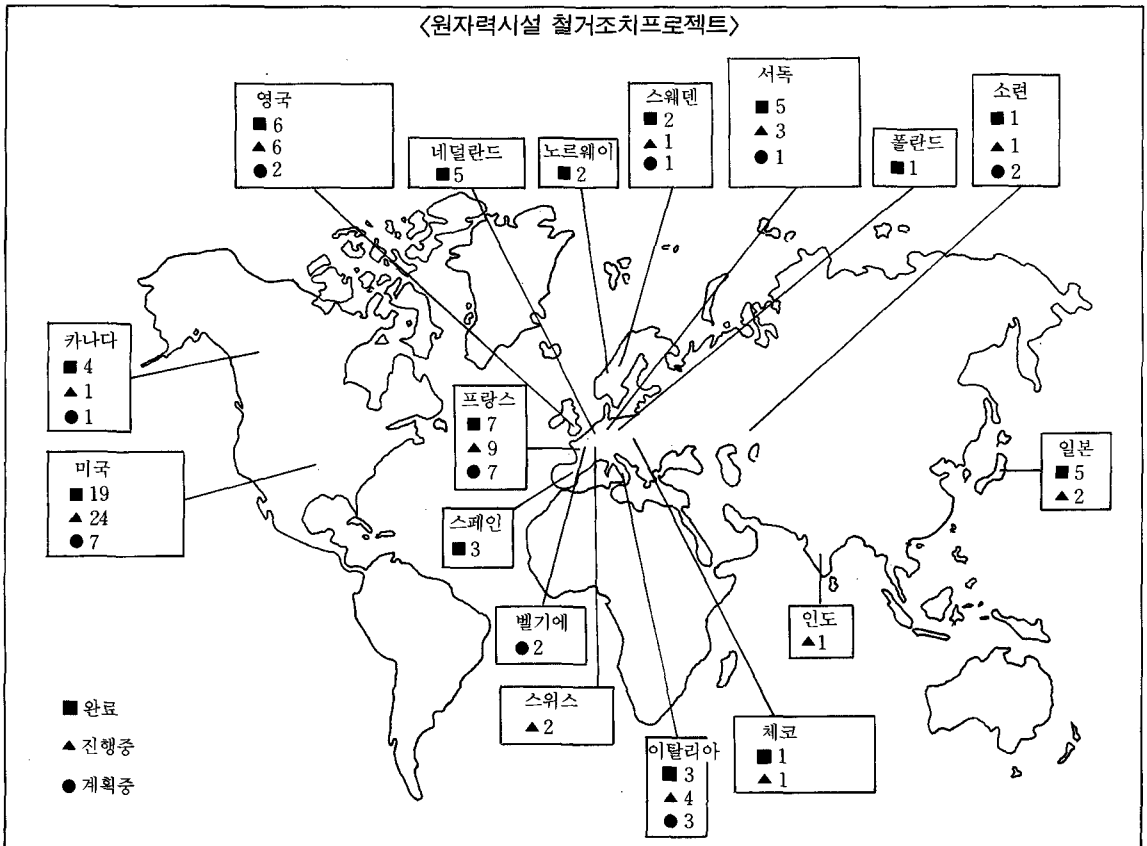 <원자력시설 철거조치프로젝트>
영국
■ 6
▲ 6
● 2
네덜란드
■ 5
노르웨이
■ 2
스웨덴
■ 2
▲ 1
● 1
서독
■ 5
▲ 3
● 1
폴란드
■ 1
소련
■ 1
▲ 1
● 2
카나다
■ 4
▲ 1
● 1
미국
■ 19
▲ 24
● 7
프랑스
■ 7
▲ 9
● 7
스페인
■ 3
벨기에
● 2
스위스
▲ 2
이탈리아
■ 3
▲ 4
● 3
체코
■ 1
▲ 1
인도
▲ 1
일본
■ 5
▲ 2
■ 완료
▲ 진행중
● 계획중